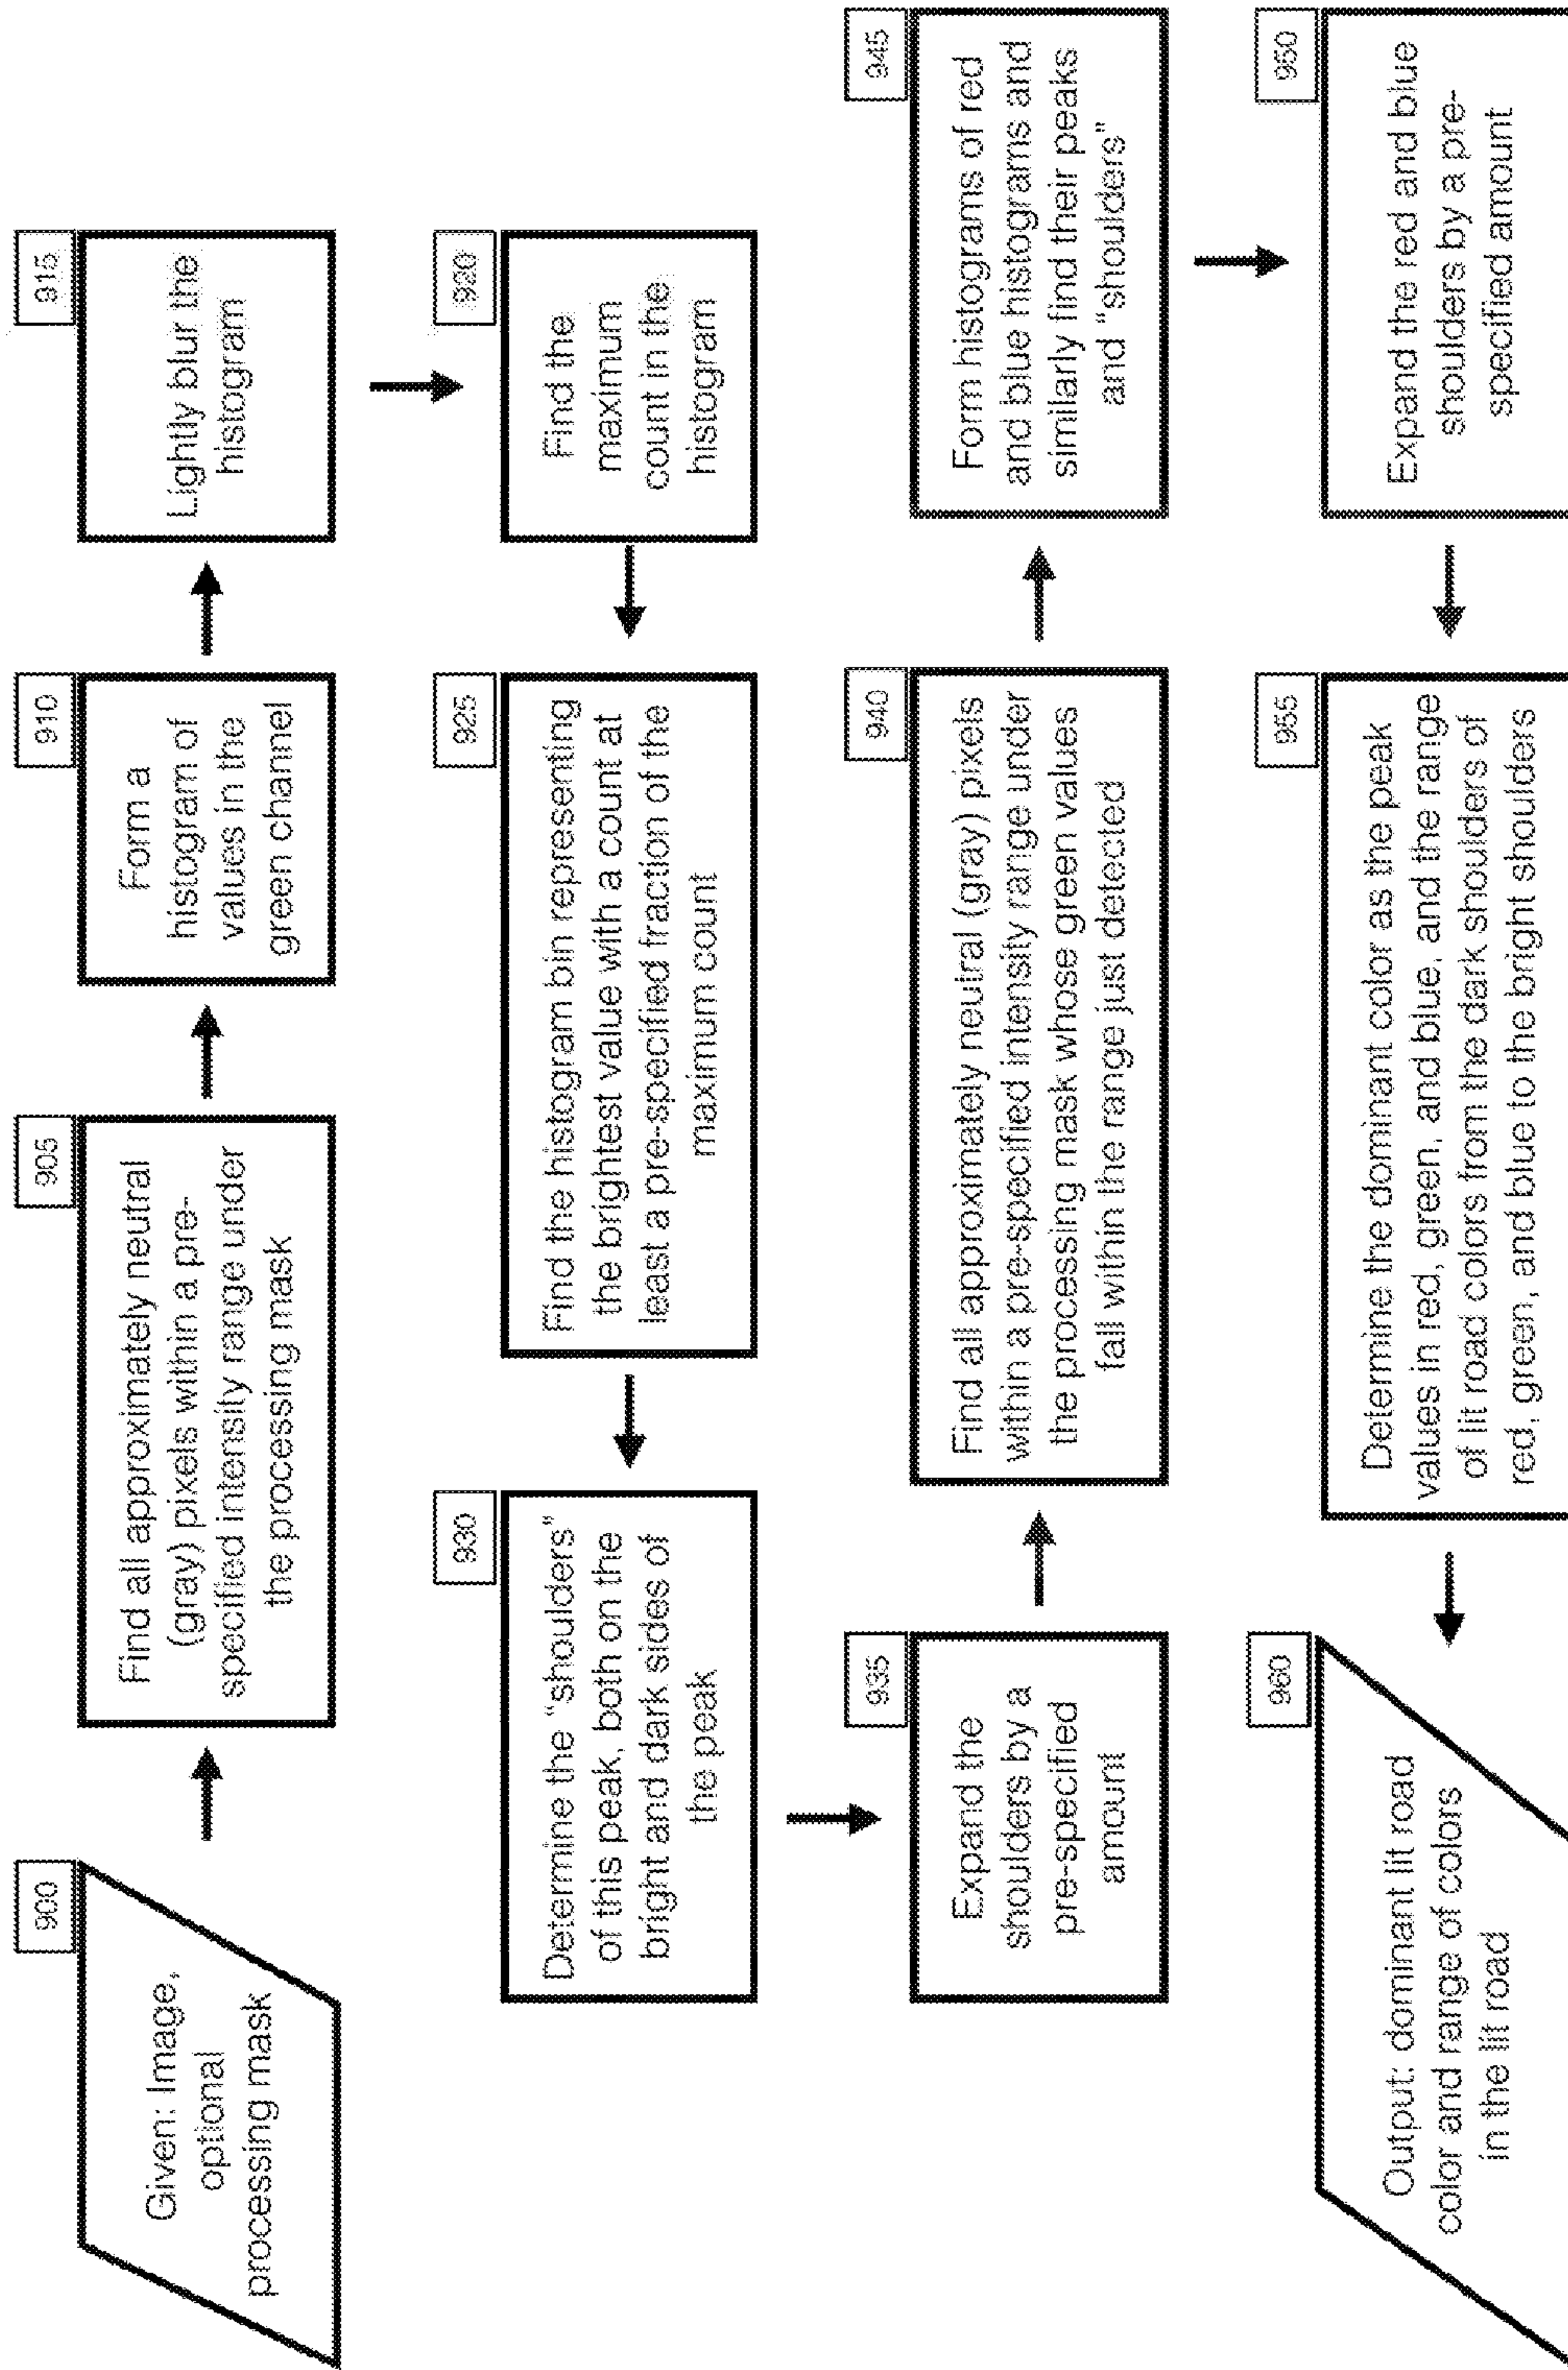 900
Given: Image,
optional
processing mask
905
Find all approximately neutral
(gray) pixels within a pre-
specified intensity range under
the processing mask
910
Form a
histogram of
values in the
green channel
915
Lightly blur the
histogram
920
Find the
maximum
count in the
histogram
925
Find the histogram bin representing
the brightest value with a count at
least a pre-specified fraction of the
maximum count
930
Determine the "shoulders"
of this peak, both on the
bright and dark sides of
the peak
935
Expand the
shoulders by a
pre-specified
amount
940
Find all approximately neutral (gray) pixels
within a pre-specified intensity range under
the processing mask whose green values
fall within the range just detected
945
Form histograms of red
and blue histograms and
similarly find their peaks
and "shoulders"
950
Expand the red and blue
shoulders by a pre-
specified amount
955
Determine the dominant color as the peak
values in red, green, and blue, and the range
of lit road colors from the dark shoulders of
red, green, and blue to the bright shoulders
960
Output: dominant lit road
color and range of colors
in the lit road